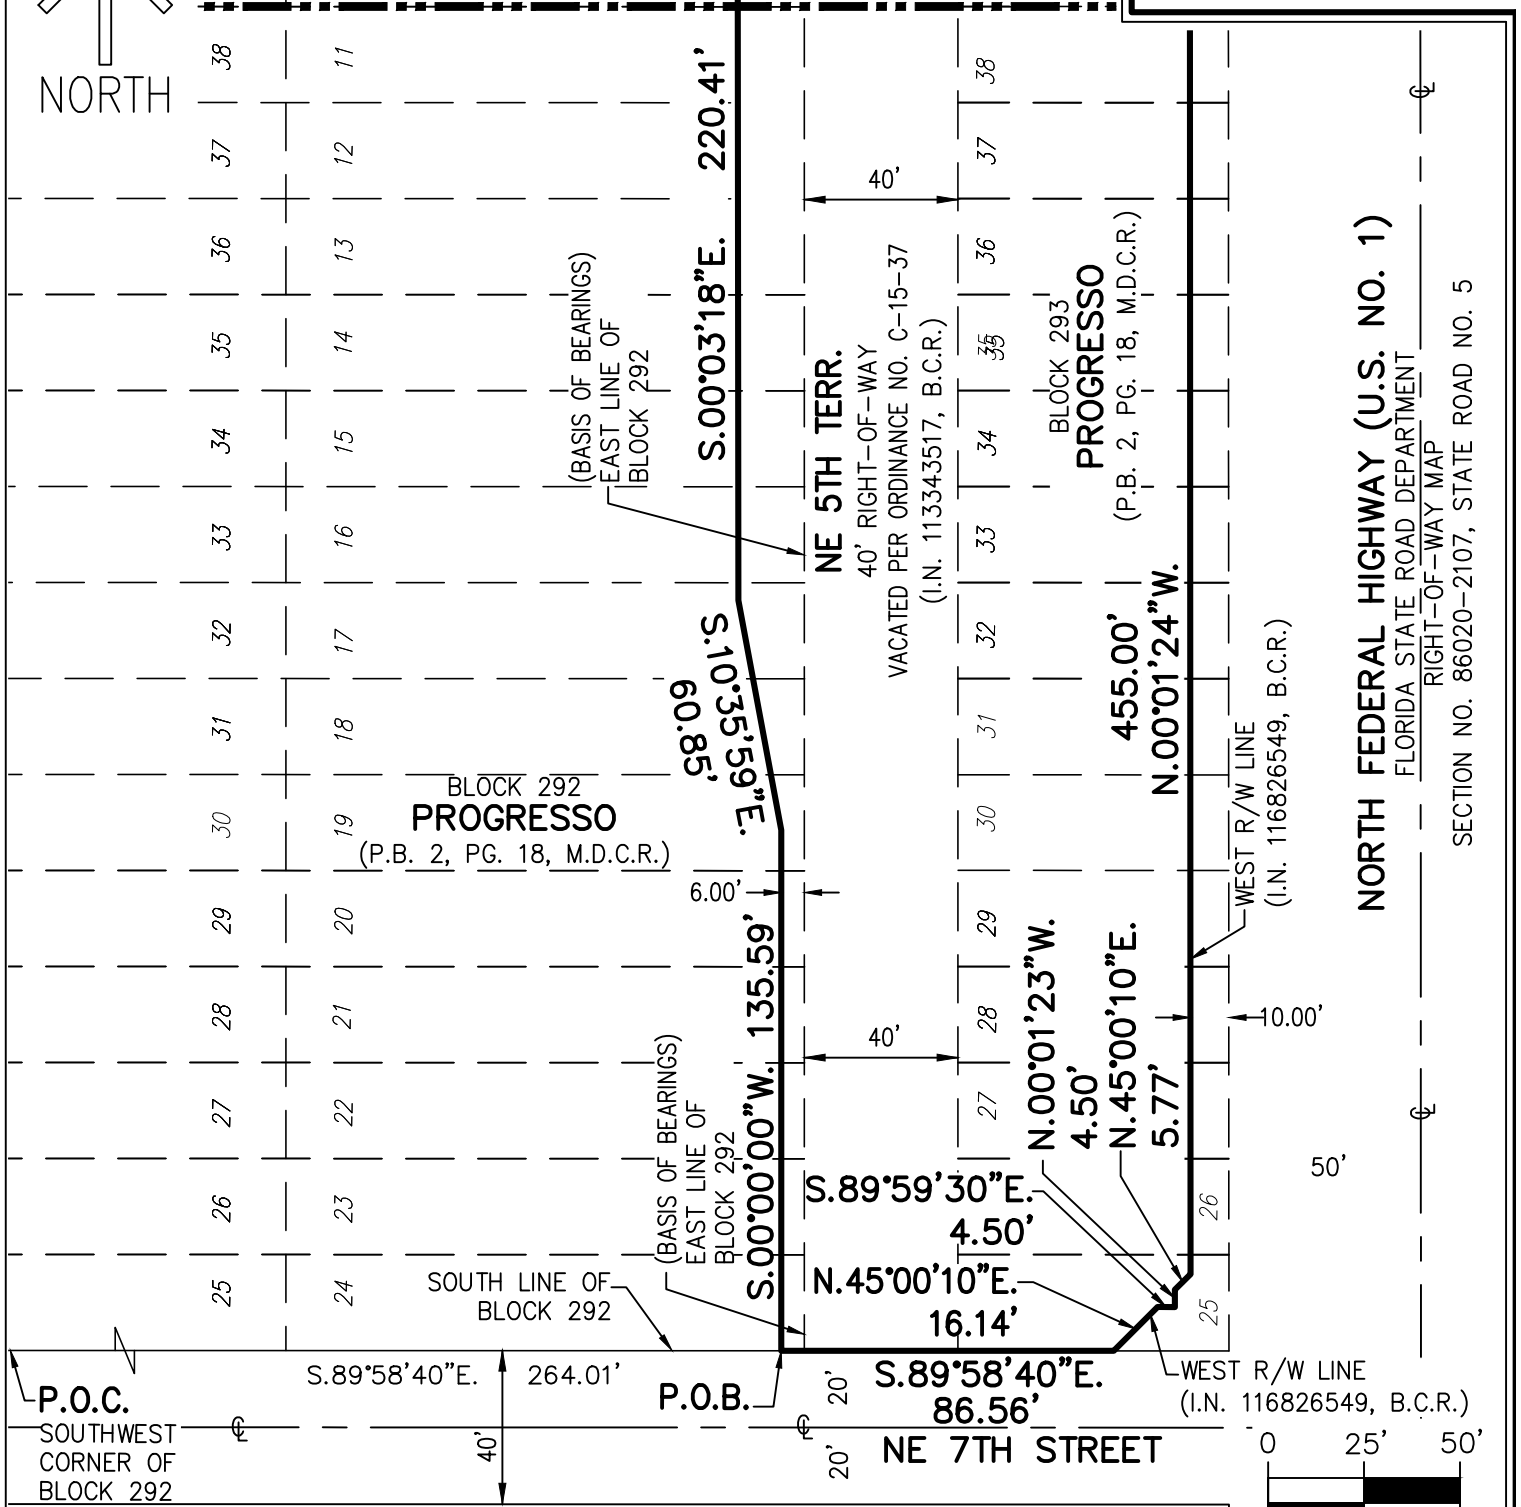 NORTH
38
37
36
35
34
33
32
31
30
29
28
27
26
25
11
12
13
14
15
16
17
18
19
20
21
22
23
24
220.41'
S.00°03'18"E.
(BASIS OF BEARINGS)
EAST LINE OF
BLOCK 292
S.10°35'59"E.
60.85'
BLOCK 292
PROGRESSO
(P.B. 2, PG. 18, M.D.C.R.)
6.00'
135.59'
S.00°00'00"W.
(BASIS OF BEARINGS)
EAST LINE OF
BLOCK 292
SOUTH LINE OF
BLOCK 292
40'
NE 5TH TERR.
40' RIGHT-OF-WAY
VACATED PER ORDINANCE NO. C-15-37
(I.N. 113343517, B.C.R.)
40'
38
37
36
35
35
34
33
32
31
30
29
28
27
26
25
BLOCK 293
PROGRESSO
(P.B. 2, PG. 18, M.D.C.R.)
455.00'
N.00°01'24"W.
WEST R/W LINE
(I.N. 116826549, B.C.R.)
10.00'
N.00°01'23"W.
4.50'
N.45°00'10"E.
5.77'
S.89°59'30"E.
4.50'
N.45°00'10"E.
16.14'
NORTH FEDERAL HIGHWAY (U.S. NO. 1)
FLORIDA STATE ROAD DEPARTMENT
RIGHT-OF-WAY MAP
SECTION NO. 86020-2107, STATE ROAD NO. 5
℄
℄
50'
S.89°58'40"E. 264.01'
P.O.C.
SOUTHWEST
CORNER OF
BLOCK 292
℄
40'
P.O.B.
℄
20'
20'
S.89°58'40"E.
86.56'
NE 7TH STREET
WEST R/W LINE
(I.N. 116826549, B.C.R.)
0 25' 50'